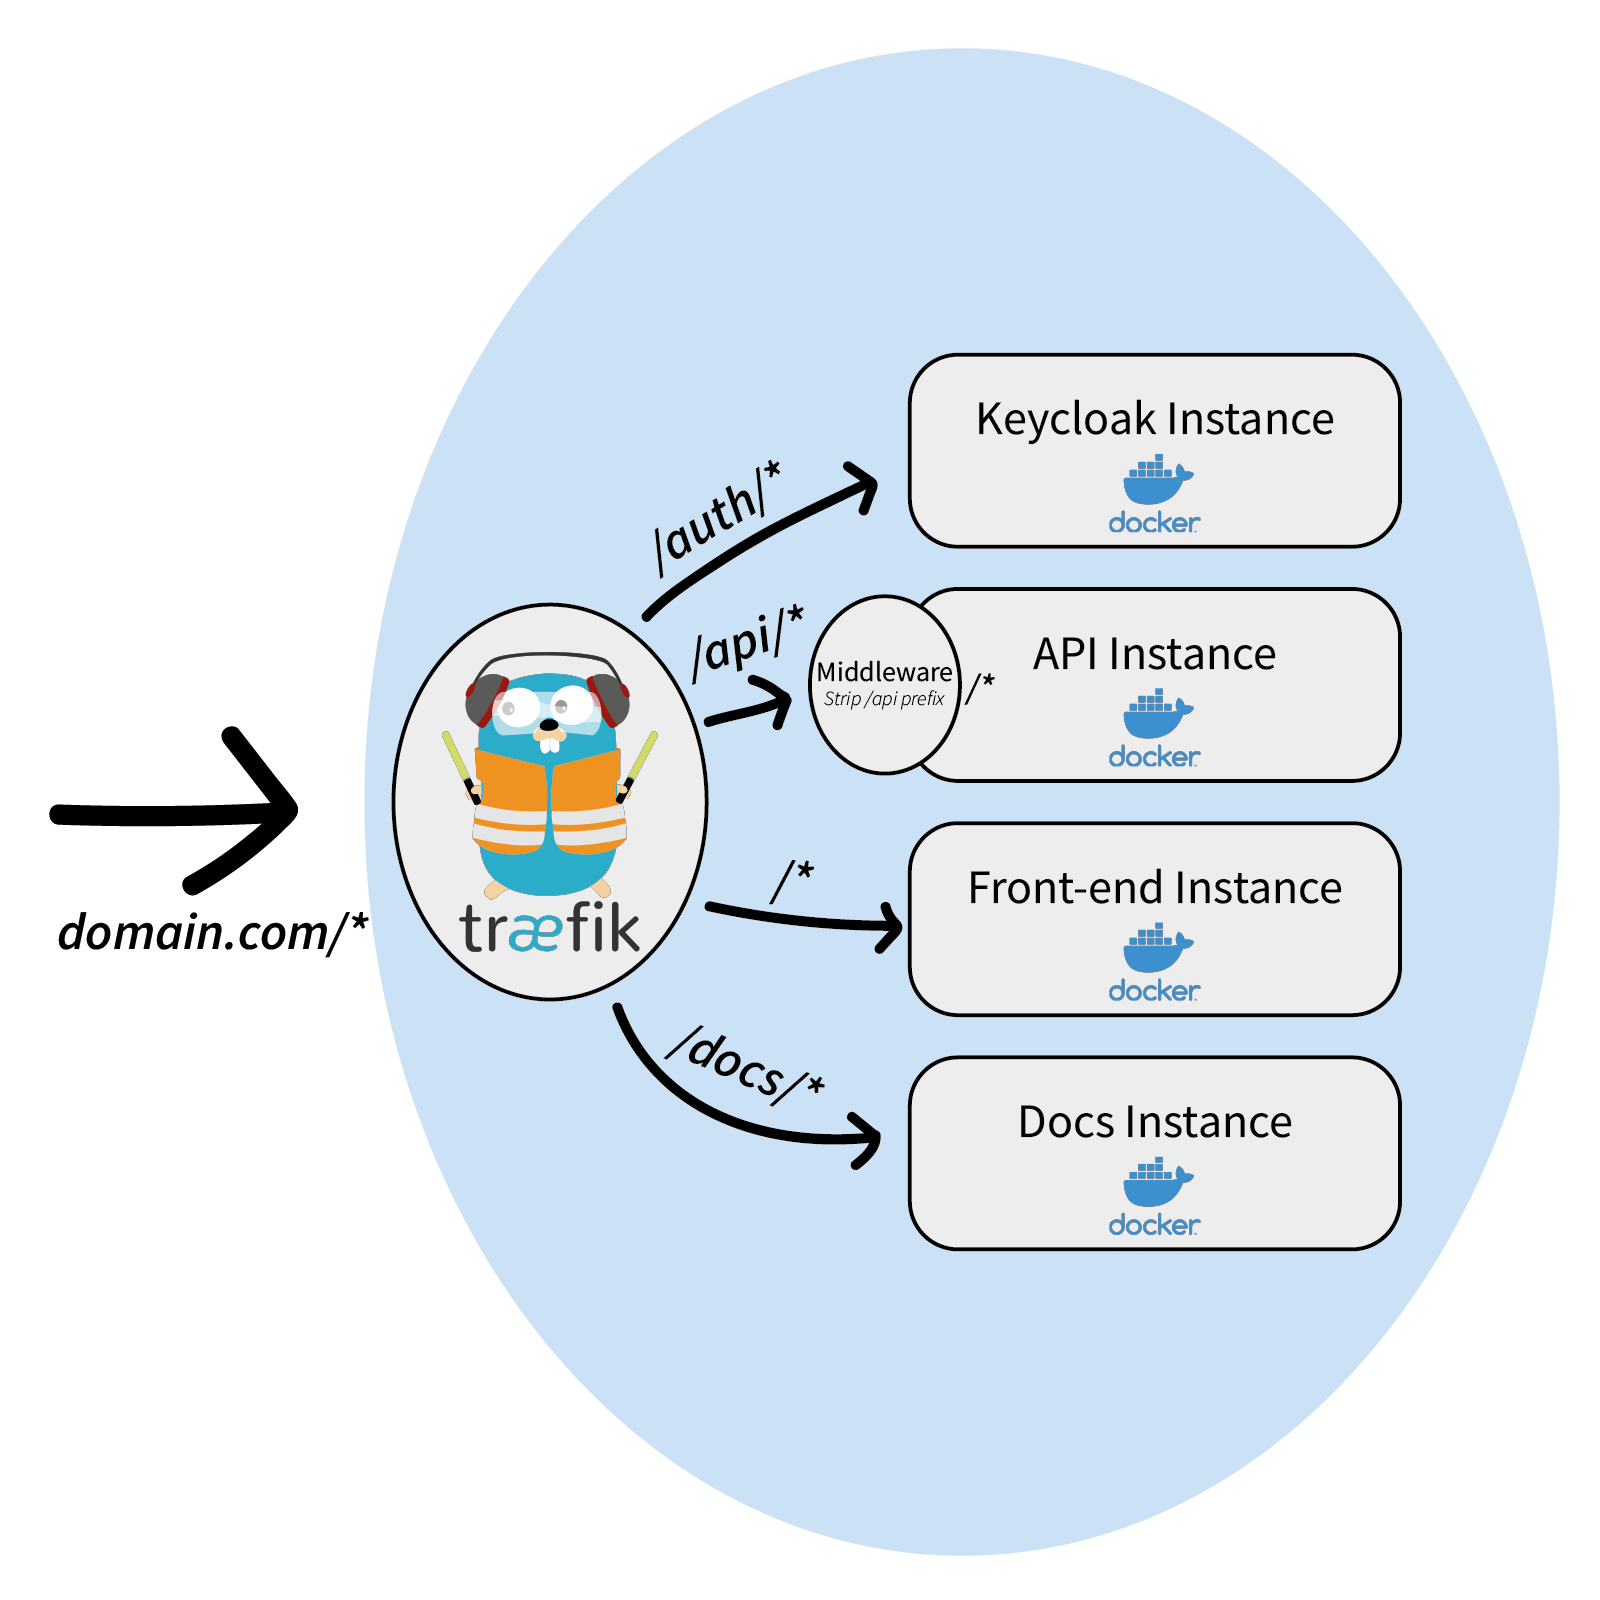 domain.com/*
træfik
/auth/*
Keycloak Instance
docker
/api/*
Middleware
Strip /api prefix
/*
API Instance
docker
/*
Front-end Instance
docker
/docs/*
Docs Instance
docker